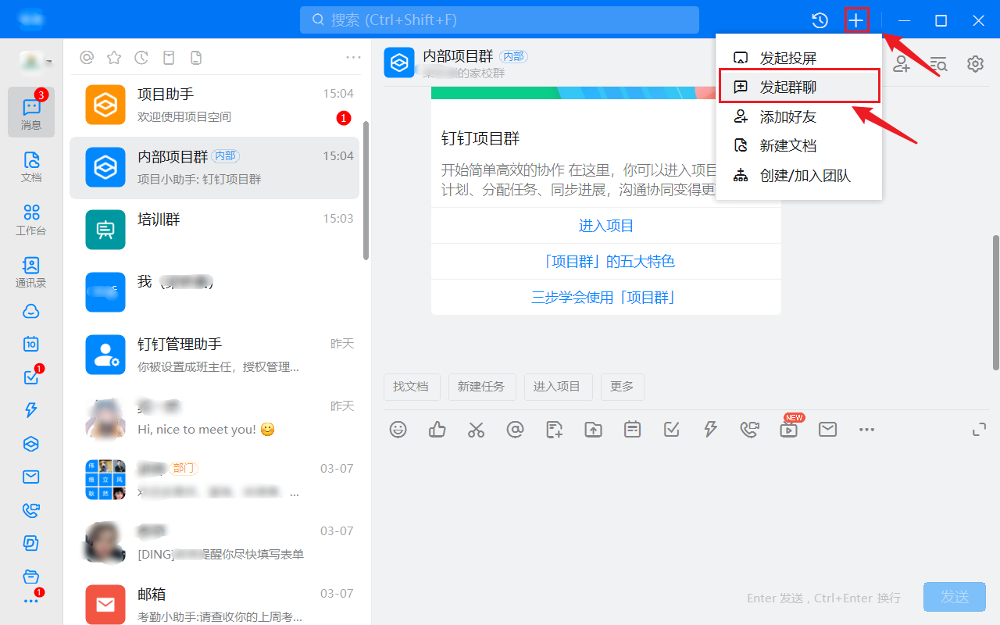 搜索 (Ctrl+Shift+F)
3
消息
文档
工作台
通讯录
10
1
1
项目助手
15:04
欢迎使用项目空间
1
内部项目群
内部
15:04
项目小助手: 钉钉项目群
培训群
15:03
我
钉钉管理助手
昨天
你被设置成班主任，授权管理...
昨天
Hi, nice to meet you!
部门
03-07
...
03-07
[DING]
提醒你尽快填写表单
邮箱
03-07
考勤小助手:请查收你的上周考...
内部项目群
内部
的家校群
发起投屏
发起群聊
添加好友
新建文档
创建/加入团队
钉钉项目群
开始简单高效的协作 在这里，你可以进入项目
计划、分配任务、同步进展，沟通协同变得更
进入项目
「项目群」的五大特色
三步学会使用「项目群」
找文档
新建任务
进入项目
更多
NEW
Enter 发送 , Ctrl+Enter 换行
发送